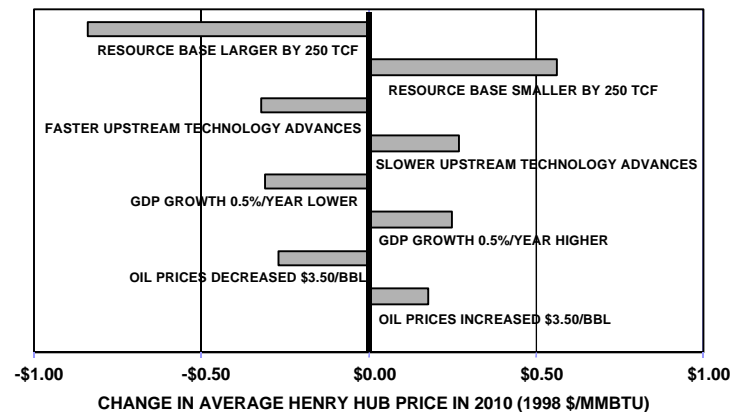 RESOURCE BASE LARGER BY 250 TCF
RESOURCE BASE SMALLER BY 250 TCF
FASTER UPSTREAM TECHNOLOGY ADVANCES
SLOWER UPSTREAM TECHNOLOGY ADVANCES
GDP GROWTH 0.5%/YEAR LOWER
GDP GROWTH 0.5%/YEAR HIGHER
OIL PRICES DECREASED $3.50/BBL
OIL PRICES INCREASED $3.50/BBL
-$1.00 -$0.50 $0.00 $0.50 $1.00
CHANGE IN AVERAGE HENRY HUB PRICE IN 2010 (1998 $/MMBTU)